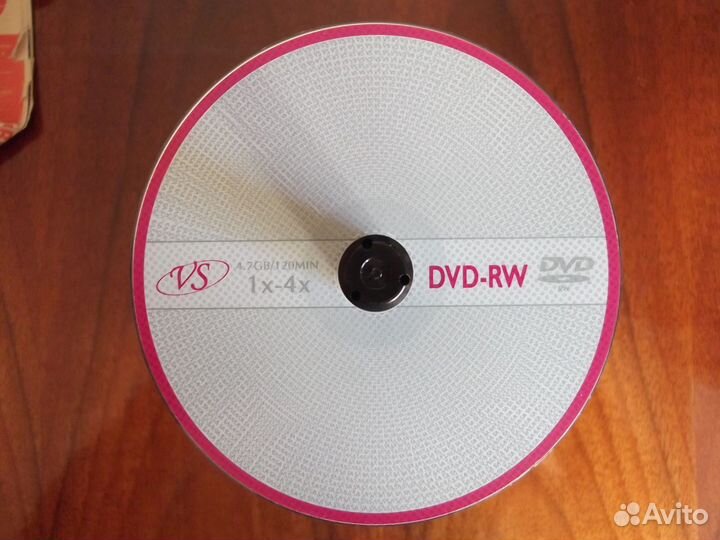 VS
4.7GB/120MIN
1x-4x
DVD-RW
DVD
RW
Avito